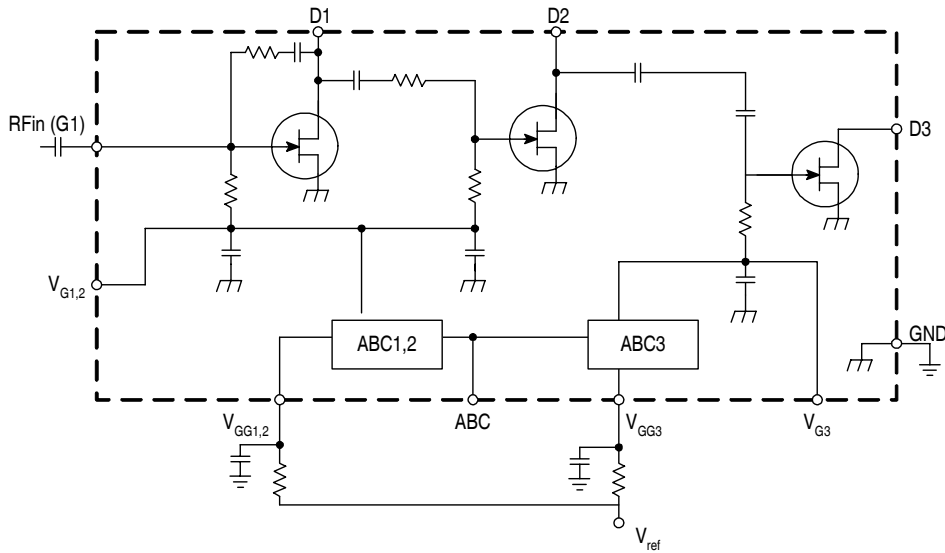 D1
D2
RFin (G1)
D3
V_G1,2
GND
ABC1,2
ABC3
V_GG1,2
ABC
V_GG3
V_G3
V_ref